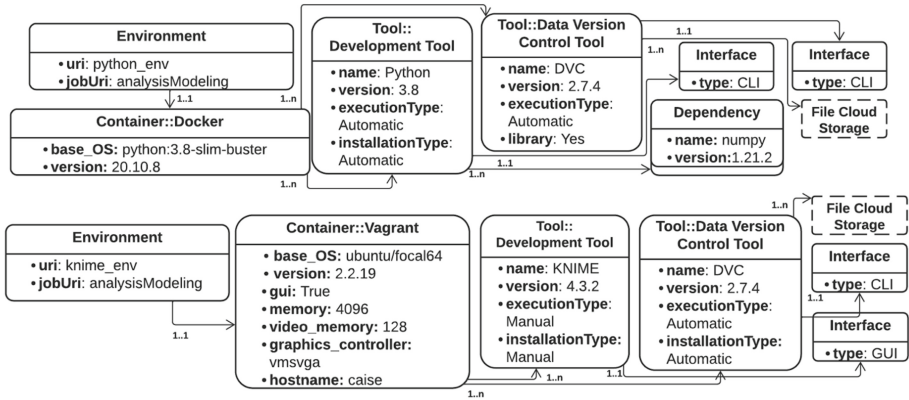 Environment
• uri: python_env
• jobUri: analysisModeling
1..1
1..n
Container::Docker
• base_OS: python:3.8-slim-buster
• version: 20.10.8
1..n
Tool::
Development Tool
• name: Python
• version: 3.8
• executionType:
Automatic
• installationType:
Automatic
Tool::Data Version
Control Tool
• name: DVC
• version: 2.7.4
• executionType:
Automatic
• library: Yes
1..1
1..n
1..1
1..n
Interface
• type: CLI
Interface
• type: CLI
File Cloud
Storage
Dependency
• name: numpy
• version:1.21.2
Environment
• uri: knime_env
• jobUri: analysisModeling
1..1
Container::Vagrant
• base_OS: ubuntu/focal64
• version: 2.2.19
• gui: True
• memory: 4096
• video_memory: 128
• graphics_controller:
vmsvga
• hostname: caise
Tool::
Development Tool
• name: KNIME
• version: 4.3.2
• executionType:
Manual
• installationType:
Manual
1..n
1..1
1..n
Tool::Data Version
Control Tool
• name: DVC
• version: 2.7.4
• executionType:
Automatic
• installationType:
Automatic
1..n
File Cloud
Storage
Interface
• type: CLI
1..1
Interface
• type: GUI